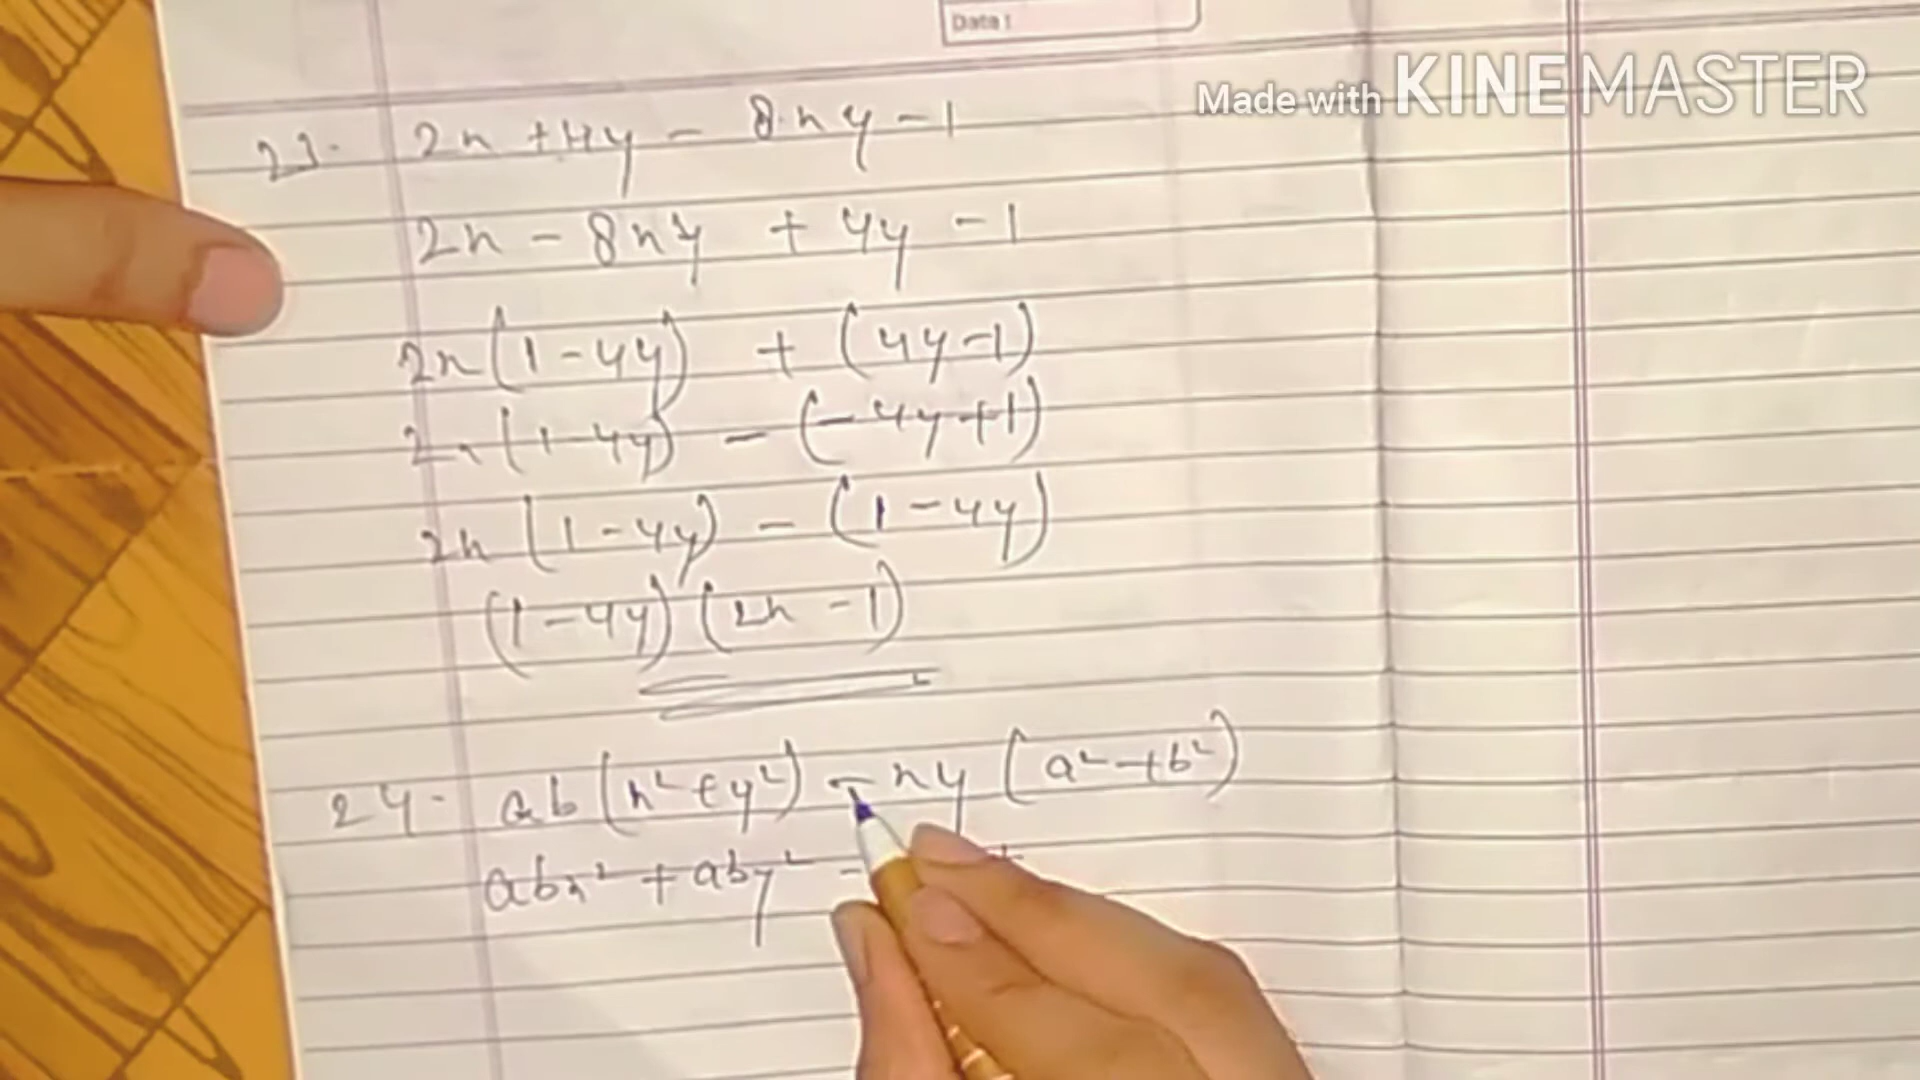 Date :
Made with KINEMASTER
23. 2x + 4y - 8xy - 1
2x - 8xy + 4y - 1
2x (1 - 4y) + (4y - 1)
2x (1 - 4y) - (-4y + 1)
2x (1 - 4y) - (1 - 4y)
(1 - 4y) (2x - 1)
24. ab (x² + y²) - xy (a² + b²)
abx² + aby² -